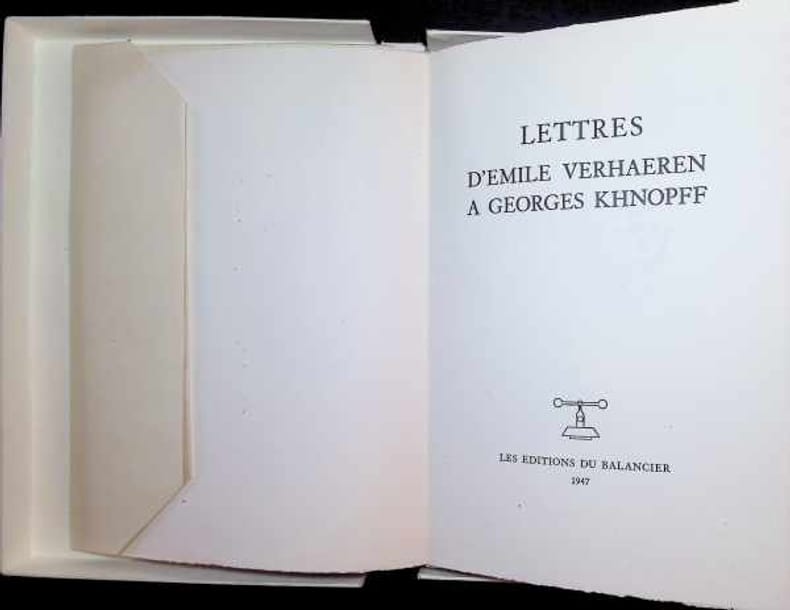 LETTRES
D'EMILE VERHAEREN
A GEORGES KHNOPFF
LES EDITIONS DU BALANCIER
1947